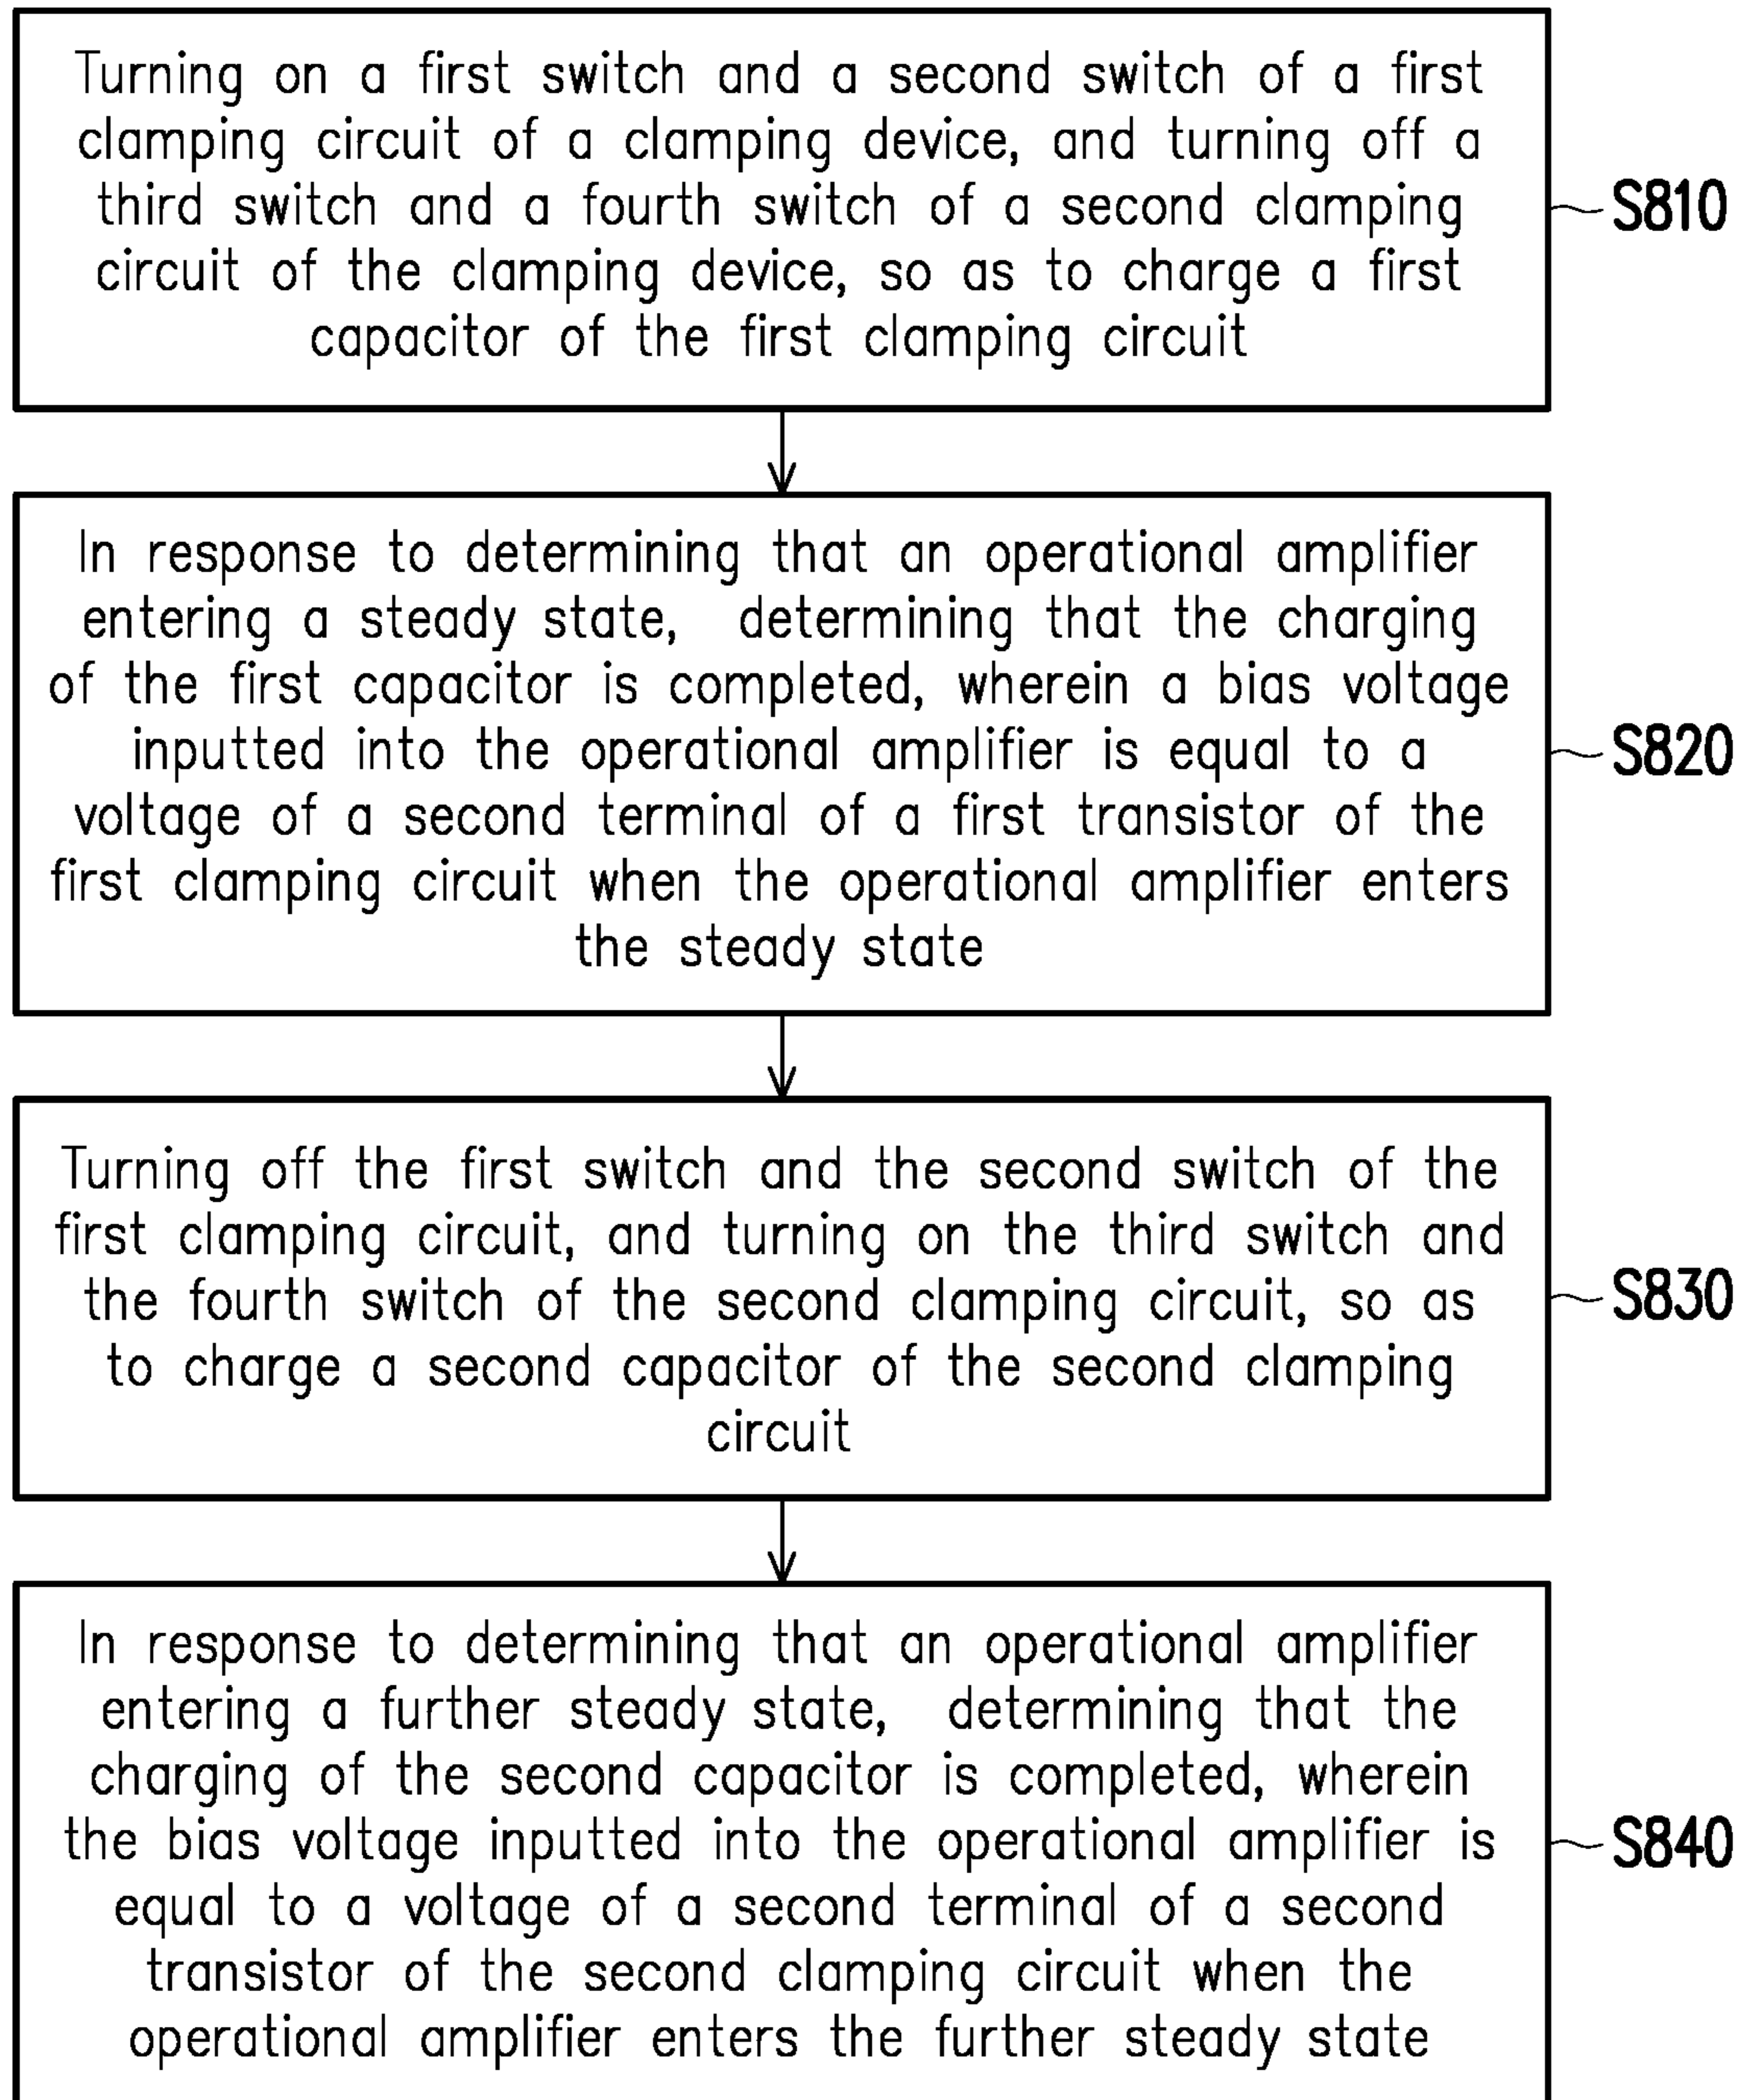 Turning on a first switch and a second switch of a first
clamping circuit of a clamping device, and turning off a
third switch and a fourth switch of a second clamping
circuit of the clamping device, so as to charge a first
capacitor of the first clamping circuit
S810
In response to determining that an operational amplifier
entering a steady state, determining that the charging
of the first capacitor is completed, wherein a bias voltage
inputted into the operational amplifier is equal to a
voltage of a second terminal of a first transistor of the
first clamping circuit when the operational amplifier enters
the steady state
S820
Turning off the first switch and the second switch of the
first clamping circuit, and turning on the third switch and
the fourth switch of the second clamping circuit, so as
to charge a second capacitor of the second clamping
circuit
S830
In response to determining that an operational amplifier
entering a further steady state, determining that the
charging of the second capacitor is completed, wherein
the bias voltage inputted into the operational amplifier is
equal to a voltage of a second terminal of a second
transistor of the second clamping circuit when the
operational amplifier enters the further steady state
S840